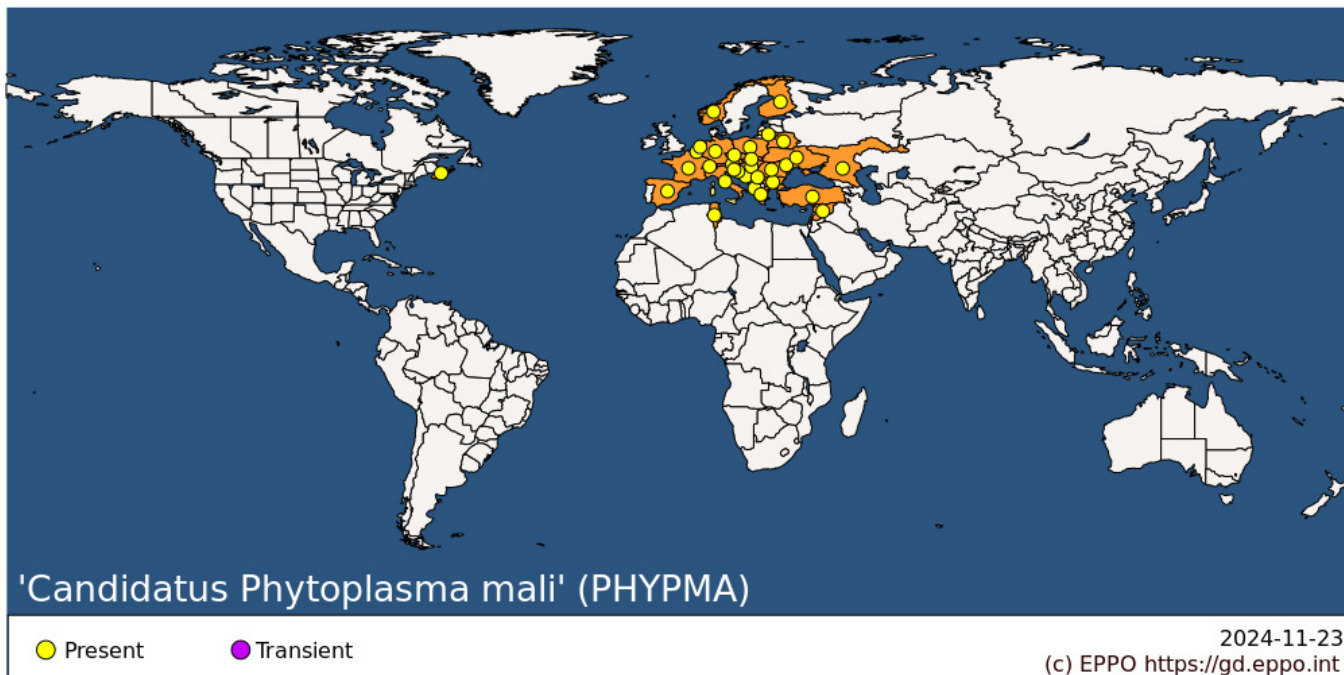 'Candidatus Phytoplasma mali' (PHYPMA)
Present
Transient
2024-11-23
(c) EPPO https://gd.eppo.int